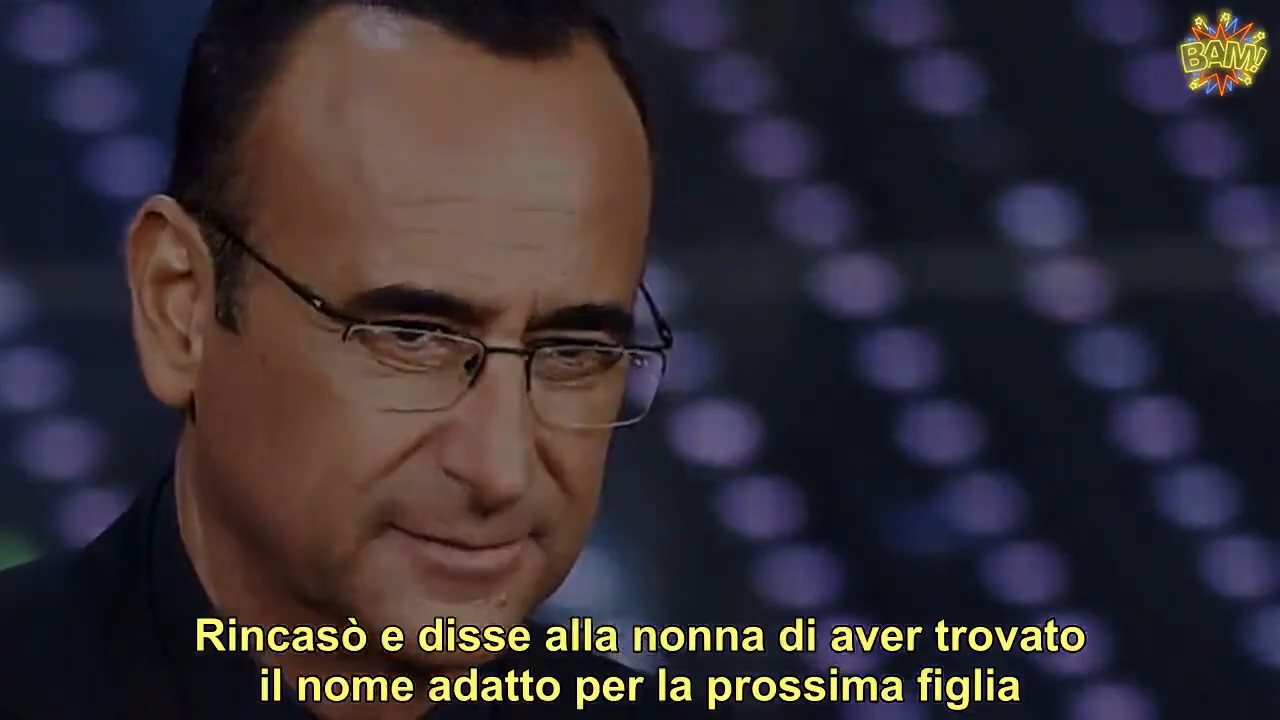 BAM!
Rincasò e disse alla nonna di aver trovato
il nome adatto per la prossima figlia